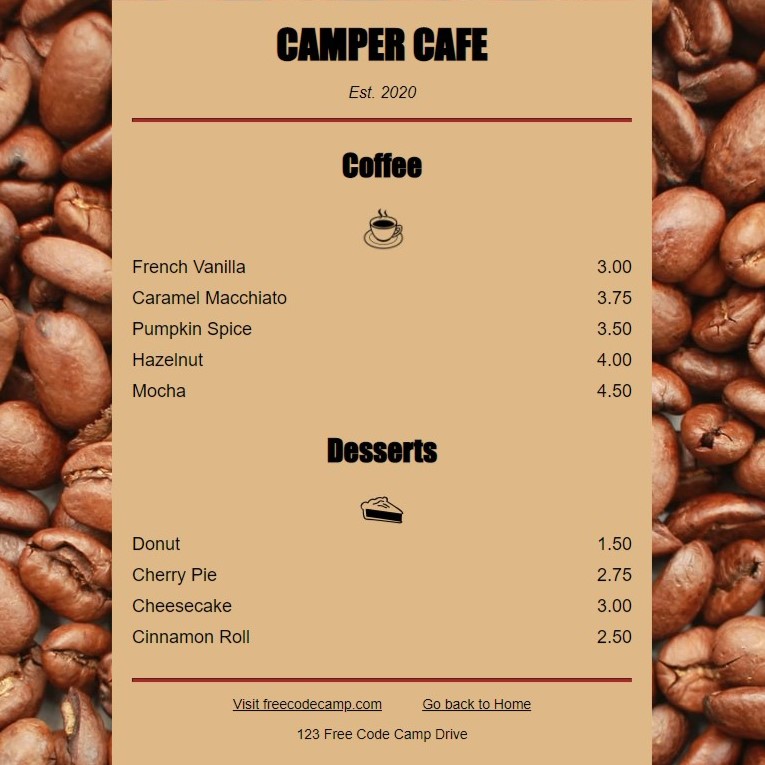 CAMPER CAFE
Est. 2020
Coffee
French Vanilla 3.00
Caramel Macchiato 3.75
Pumpkin Spice 3.50
Hazelnut 4.00
Mocha 4.50
Desserts
Donut 1.50
Cherry Pie 2.75
Cheesecake 3.00
Cinnamon Roll 2.50
Visit freecodecamp.com Go back to Home
123 Free Code Camp Drive